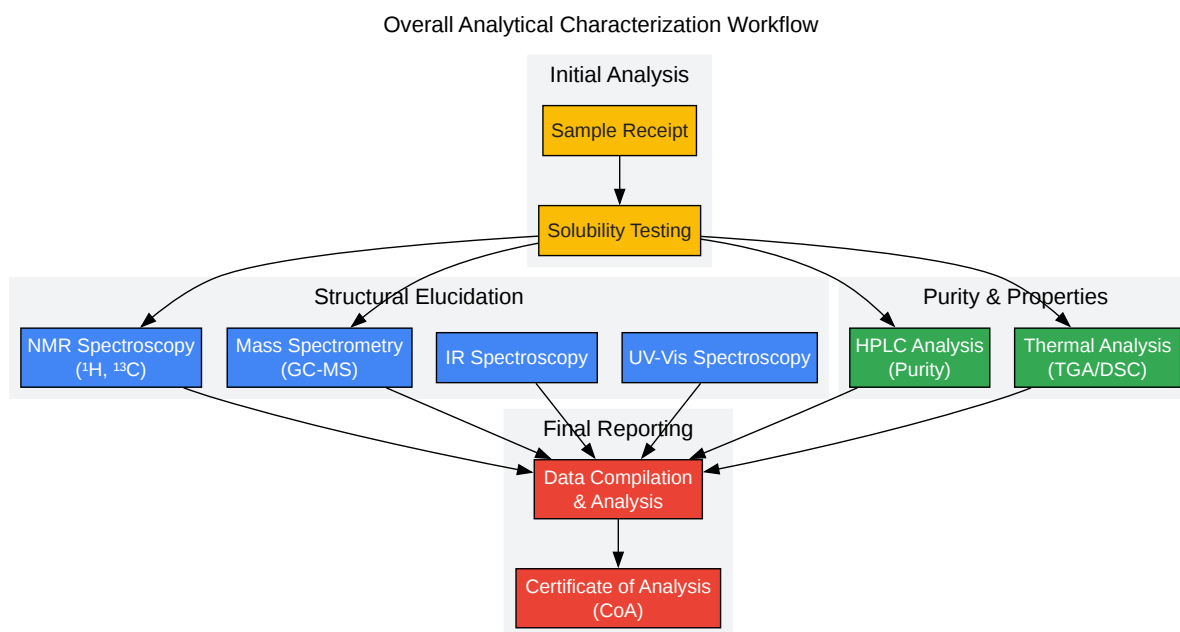 Overall Analytical Characterization Workflow
Initial Analysis
Sample Receipt
Solubility Testing
Structural Elucidation
NMR Spectroscopy
(¹H, ¹³C)
Mass Spectrometry
(GC-MS)
IR Spectroscopy
UV-Vis Spectroscopy
Purity & Properties
HPLC Analysis
(Purity)
Thermal Analysis
(TGA/DSC)
Final Reporting
Data Compilation
& Analysis
Certificate of Analysis
(CoA)